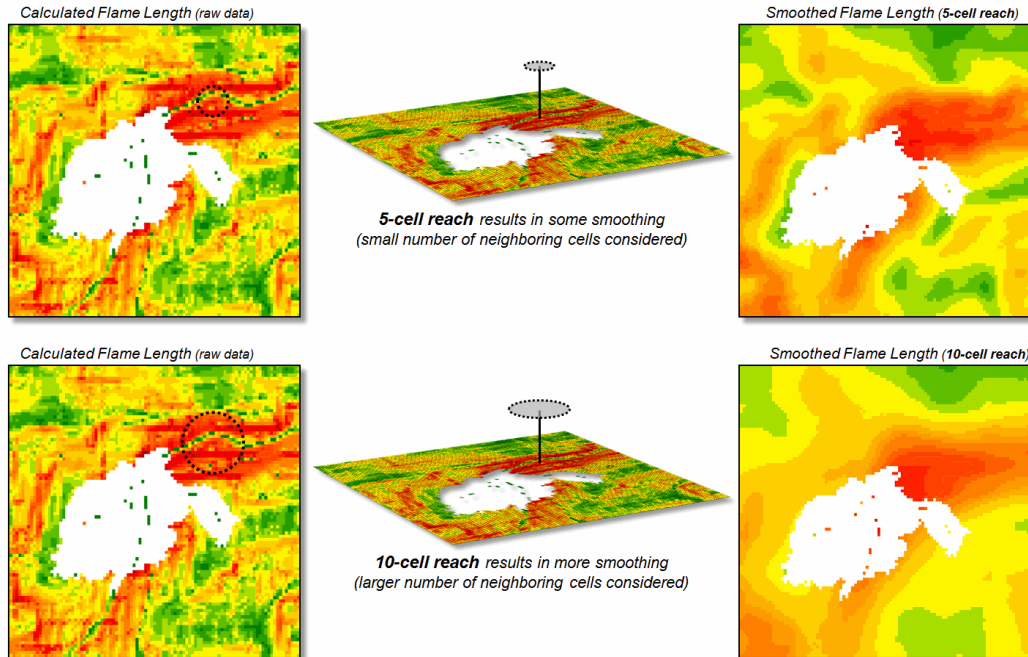 Calculated Flame Length (raw data)
Smoothed Flame Length (5-cell reach)
5-cell reach results in some smoothing
(small number of neighboring cells considered)
Calculated Flame Length (raw data)
Smoothed Flame Length (10-cell reach)
10-cell reach results in more smoothing
(larger number of neighboring cells considered)